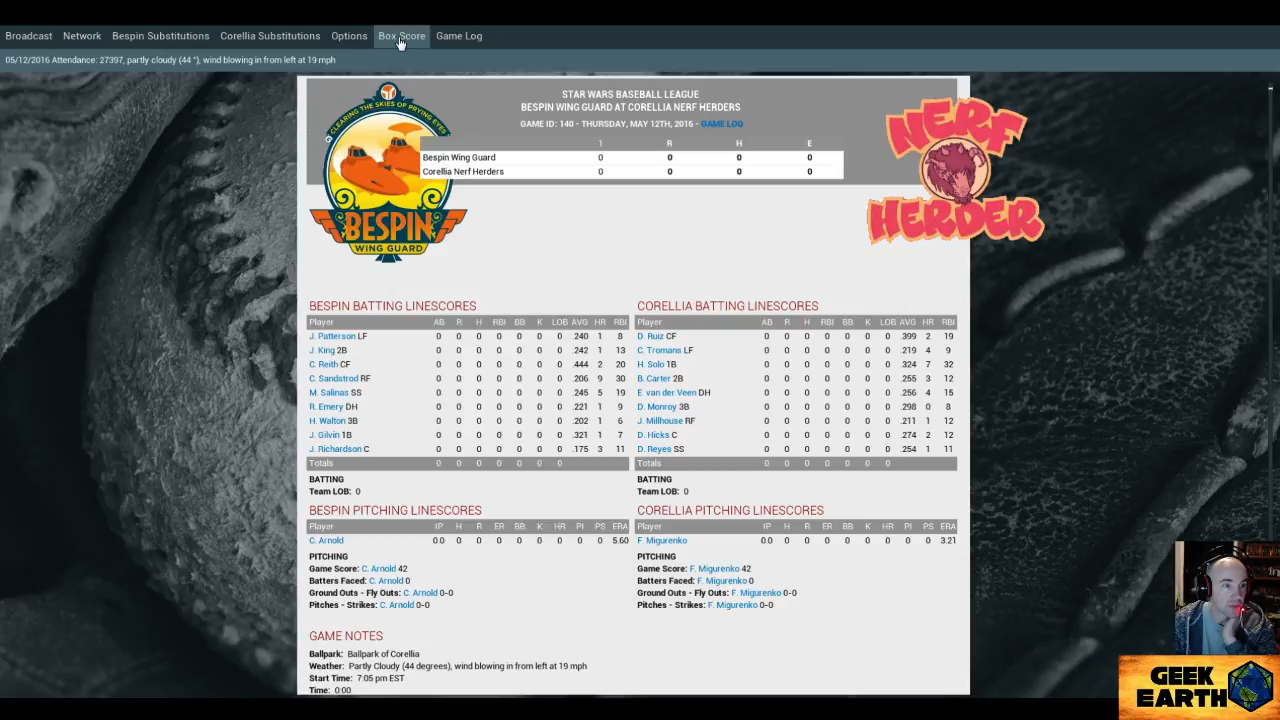 Broadcast Network Bespin Substitutions Corellia Substitutions Options Box Score Game Log
05/12/2016 Attendance: 27397, partly cloudy (44 °), wind blowing in from left at 19 mph
CLEARING THE SKIES OF PRYING EYES
BESPIN
WING GUARD
STAR WARS BASEBALL LEAGUE
BESPIN WING GUARD AT CORELLIA NERF HERDERS
GAME ID: 140 - THURSDAY, MAY 12TH, 2016 - GAME LOG
1 R H E
Bespin Wing Guard 0 0 0 0
Corellia Nerf Herders 0 0 0 0
NERF
HERDER
BESPIN BATTING LINESCORES
Player AB R H RBI BB K LOB AVG HR RBI
J. Patterson LF 0 0 0 0 0 0 0 .240 1 8
J. King 2B 0 0 0 0 0 0 0 .242 1 13
C. Reith CF 0 0 0 0 0 0 0 .444 2 20
C. Sandstrod RF 0 0 0 0 0 0 0 .206 9 30
M. Salinas SS 0 0 0 0 0 0 0 .245 5 19
R. Emery DH 0 0 0 0 0 0 0 .221 1 9
H. Walton 3B 0 0 0 0 0 0 0 .202 1 6
J. Gilvin 1B 0 0 0 0 0 0 0 .321 1 7
J. Richardson C 0 0 0 0 0 0 0 .175 3 11
Totals 0 0 0 0 0 0 0
BATTING
Team LOB: 0
CORELLIA BATTING LINESCORES
Player AB R H RBI BB K LOB AVG HR RBI
D. Ruiz CF 0 0 0 0 0 0 0 .399 2 19
C. Tromans LF 0 0 0 0 0 0 0 .219 4 9
H. Solo 1B 0 0 0 0 0 0 0 .324 7 32
B. Carter 2B 0 0 0 0 0 0 0 .255 3 12
E. van der Veen DH 0 0 0 0 0 0 0 .256 4 15
D. Monroy 3B 0 0 0 0 0 0 0 .298 0 8
J. Millhouse RF 0 0 0 0 0 0 0 .211 1 12
D. Hicks C 0 0 0 0 0 0 0 .274 2 12
D. Reyes SS 0 0 0 0 0 0 0 .254 1 11
Totals 0 0 0 0 0 0 0
BATTING
Team LOB: 0
BESPIN PITCHING LINESCORES
Player IP H R ER BB K HR PI PS ERA
C. Arnold 0.0 0 0 0 0 0 0 0 0 5.60
PITCHING
Game Score: C. Arnold 42
Batters Faced: C. Arnold 0
Ground Outs - Fly Outs: C. Arnold 0-0
Pitches - Strikes: C. Arnold 0-0
CORELLIA PITCHING LINESCORES
Player IP H R ER BB K HR PI PS ERA
F. Migurenko 0.0 0 0 0 0 0 0 0 0 3.21
PITCHING
Game Score: F. Migurenko 42
Batters Faced: F. Migurenko 0
Ground Outs - Fly Outs: F. Migurenko 0-0
Pitches - Strikes: F. Migurenko 0-0
GAME NOTES
Ballpark: Ballpark of Corellia
Weather: Partly Cloudy (44 degrees), wind blowing in from left at 19 mph
Start Time: 7:05 pm EST
Time: 0:00
GEEK
EARTH